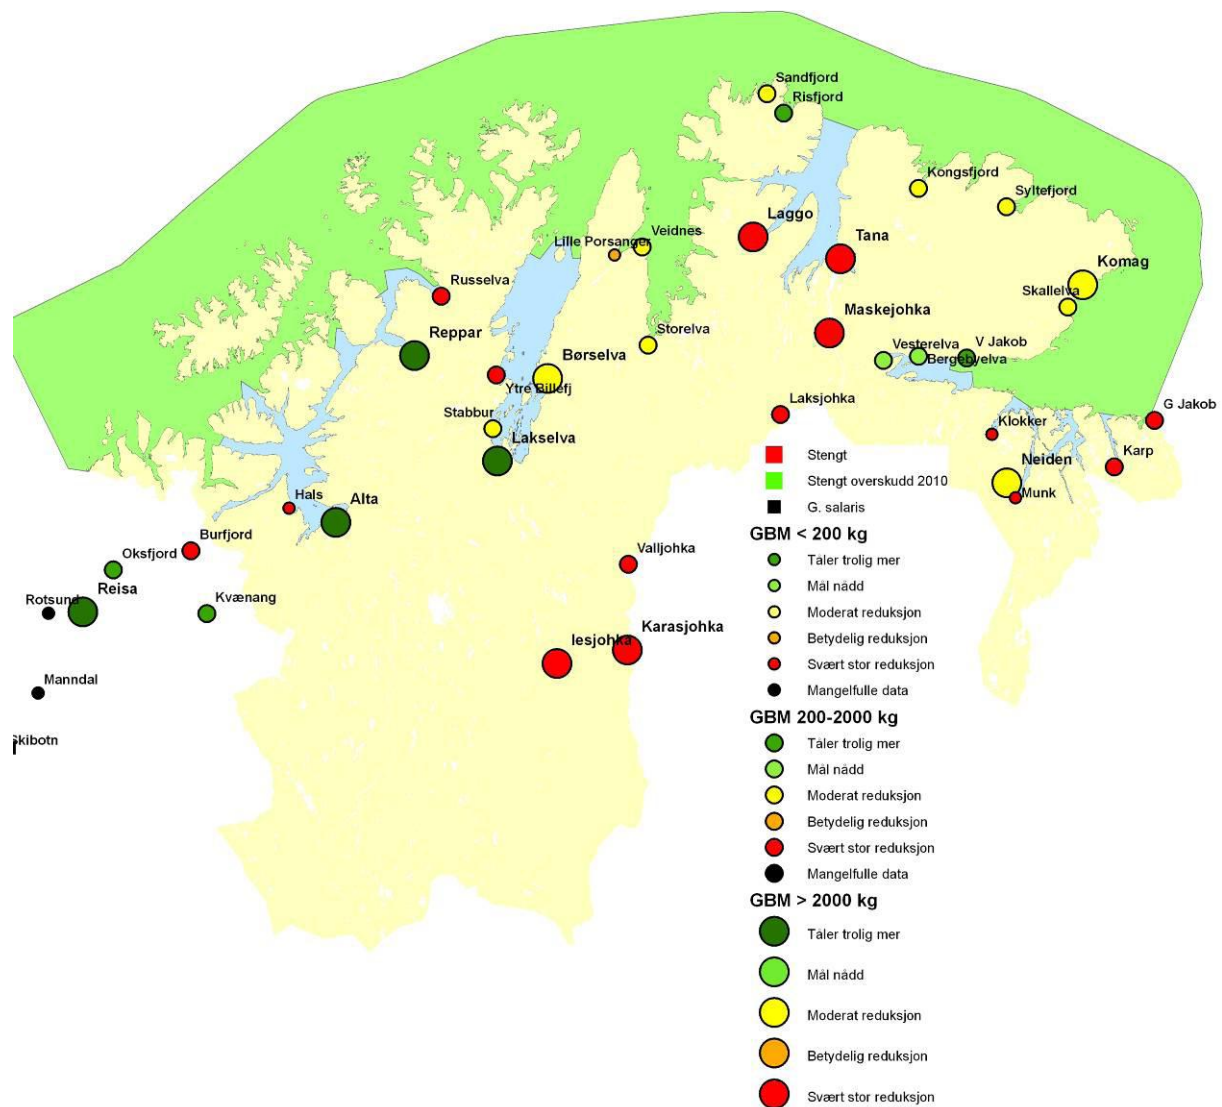 Sandfjord
Risfjord
Kongsfjord
Syltefjord
Laggo
Veidnes
Tana
Lille Porsanger
Komag
Russelva
Skallelva
Storelva
Maskejohka
Reppar
Vesterelva
V Jakob
Børselva
Bergebyelva
Ytre Billefj
Laksjohka
G Jakob
Stabbur
Klokker
Lakselva
Karp
Neiden
Munk
Hals
Alta
Burfjord
Oksfjord
Valljohka
Reisa
Rotsund
Kvænang
Iesjohka
Karasjohka
Manndal
Skibotn
Stengt
Stengt overskudd 2010
G. salaris
GBM < 200 kg
Tåler trolig mer
Mål nådd
Moderat reduksjon
Betydelig reduksjon
Svært stor reduksjon
Mangelfulle data
GBM 200-2000 kg
Tåler trolig mer
Mål nådd
Moderat reduksjon
Betydelig reduksjon
Svært stor reduksjon
Mangelfulle data
GBM > 2000 kg
Tåler trolig mer
Mål nådd
Moderat reduksjon
Betydelig reduksjon
Svært stor reduksjon